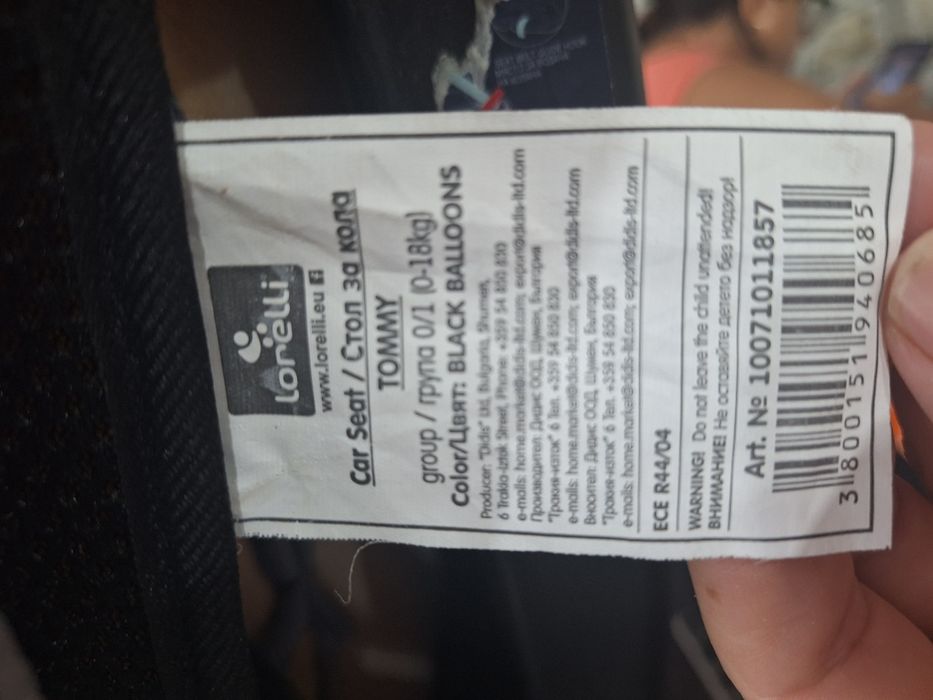 lorelli
www.lorelli.eu
Car Seat / Стол за кола
TOMMY
group / група 0/1 (0-18kg)
Color/Цвят: BLACK BALLOONS
Producer: "Didis" Ltd, Bulgaria, Shumen,
6 Trakia-Iztok Street, Phone: +359 54 850 830
e-mails: home.market@didis-ltd.com; export@didis-ltd.com
Производител: Дидис ООД, Шумен, България
"Тракия-изток" 6 Тел. +359 54 850 830
e-mails: home.market@didis-ltd.com; export@didis-ltd.com
Вносител: Дидис ООД, Шумен, България
"Тракия-изток" 6 Тел. +359 54 850 830
e-mails: home.market@didis-ltd.com; export@didis-ltd.com
ECE R44/04
WARNING! Do not leave the child unattended!
ВНИМАНИЕ! Не оставяйте детето без надзор!
Art. № 10071011857
3 800151 940685